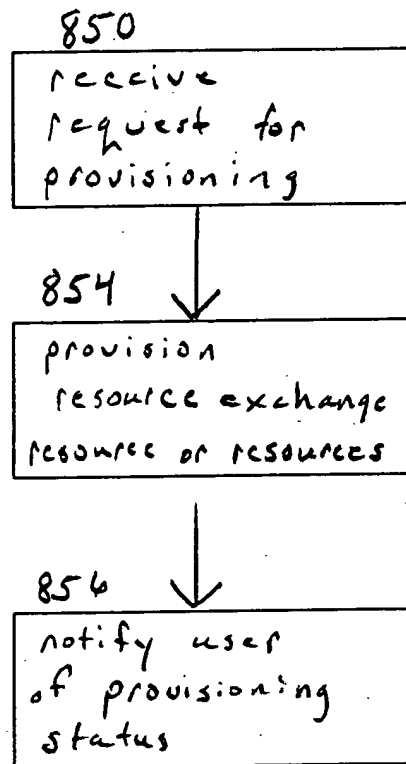 850
receive
request for
provisioning
854
provision
resource exchange
resource or resources
856
notify user
of provisioning
status